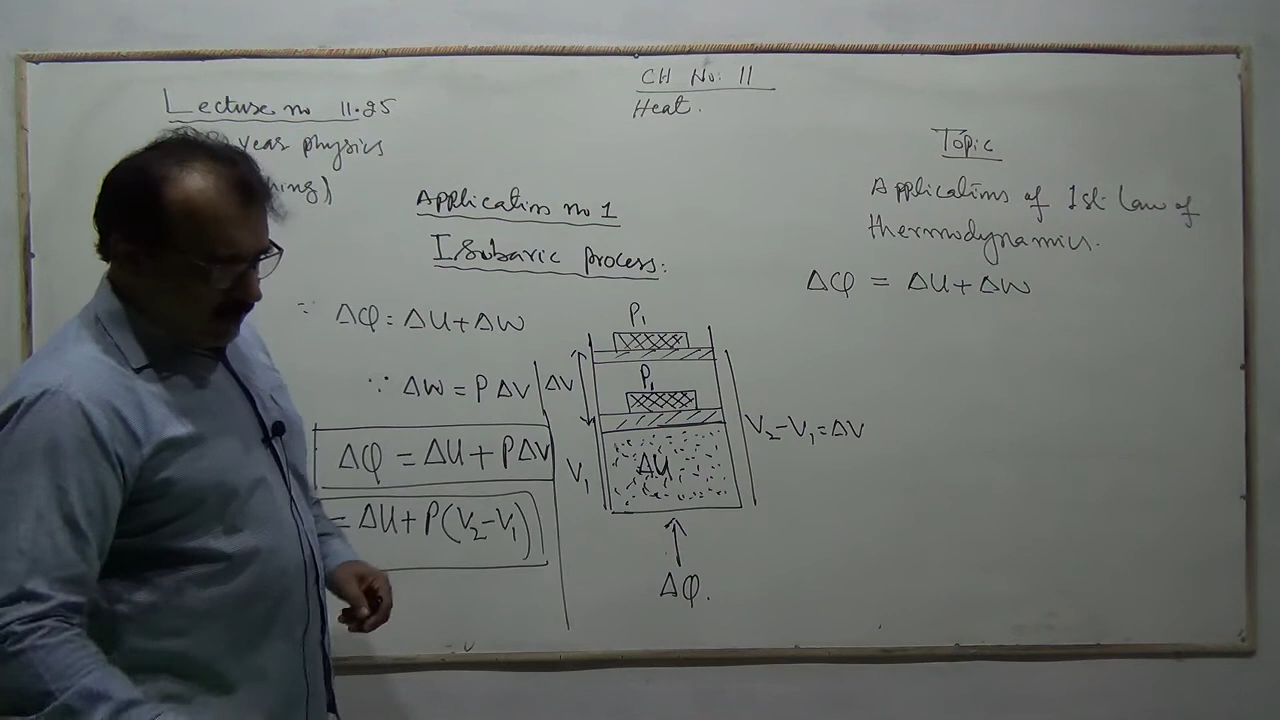 CH No: 11
Heat.
Lecture no 11.25
year physics
Topic
Applications of 1st law of
thermodynamics.
ΔQ = ΔU + ΔW
Application no 1
Isobaric process.
∵ ΔQ = ΔU + ΔW
∵ ΔW = P ΔV
ΔQ = ΔU + PΔV
= ΔU + P(V₂-V₁)
P₁
P₁
ΔV
V₂-V₁=ΔV
V₁
ΔU
ΔQ.